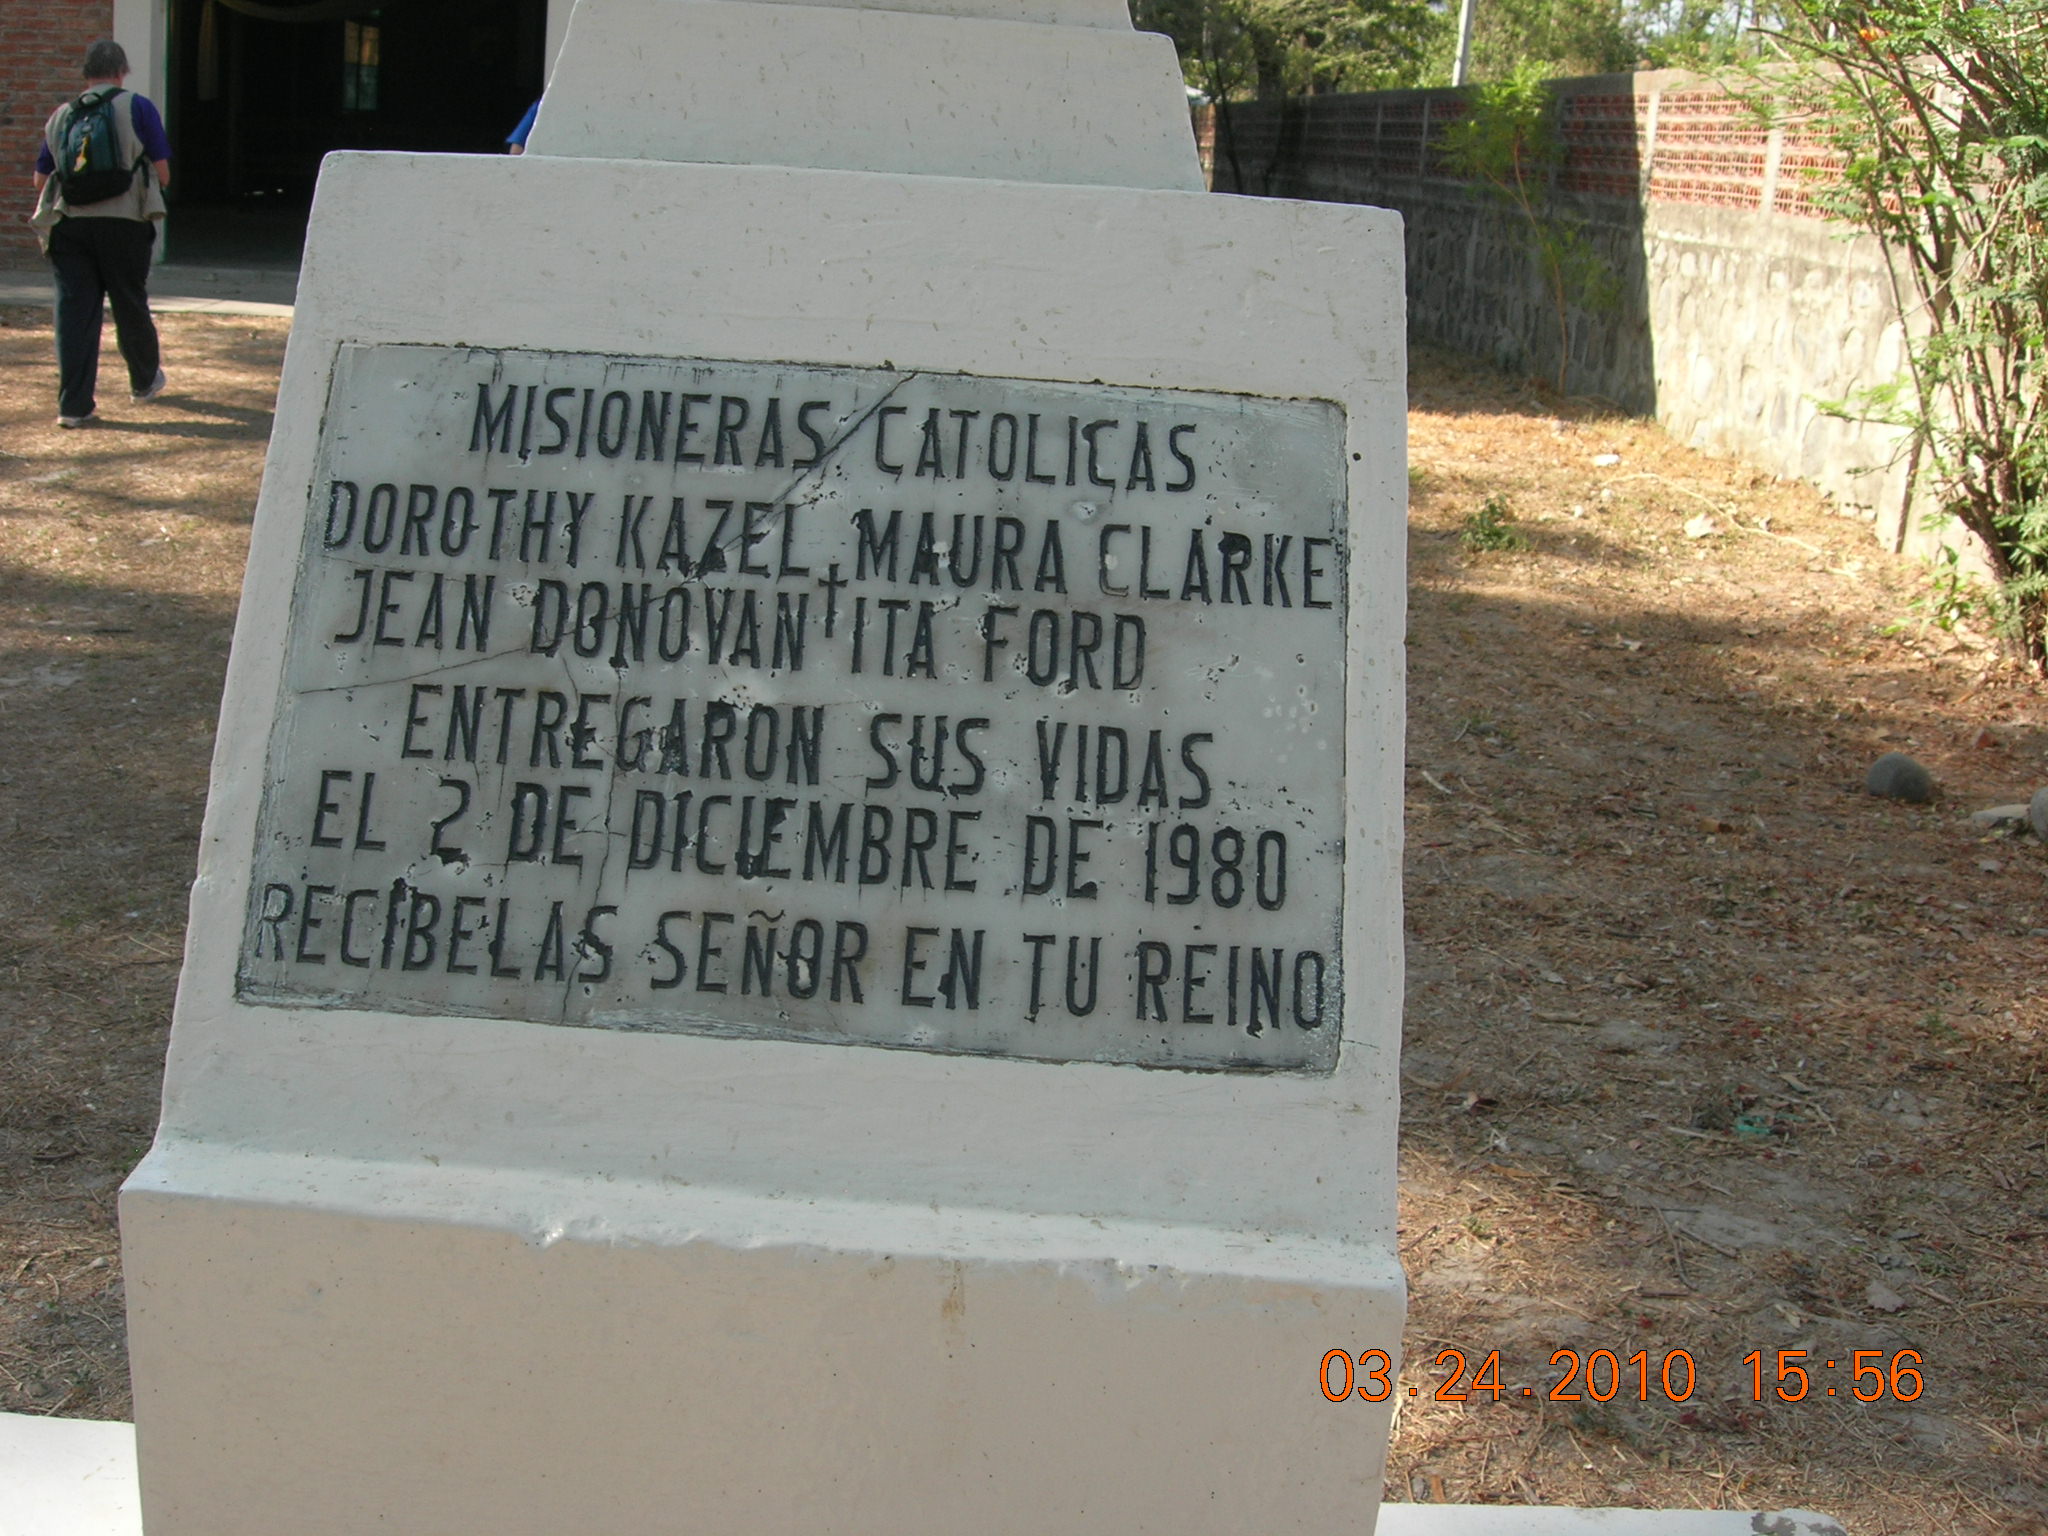 MISIONERAS CATOLICAS
DOROTHY KAZEL MAURA CLARKE
JEAN DONOVAN ✝ ITA FORD
ENTREGARON SUS VIDAS
EL 2 DE DICIEMBRE DE 1980
RECIBELAS SEÑOR EN TU REINO
03.24.2010 15:56